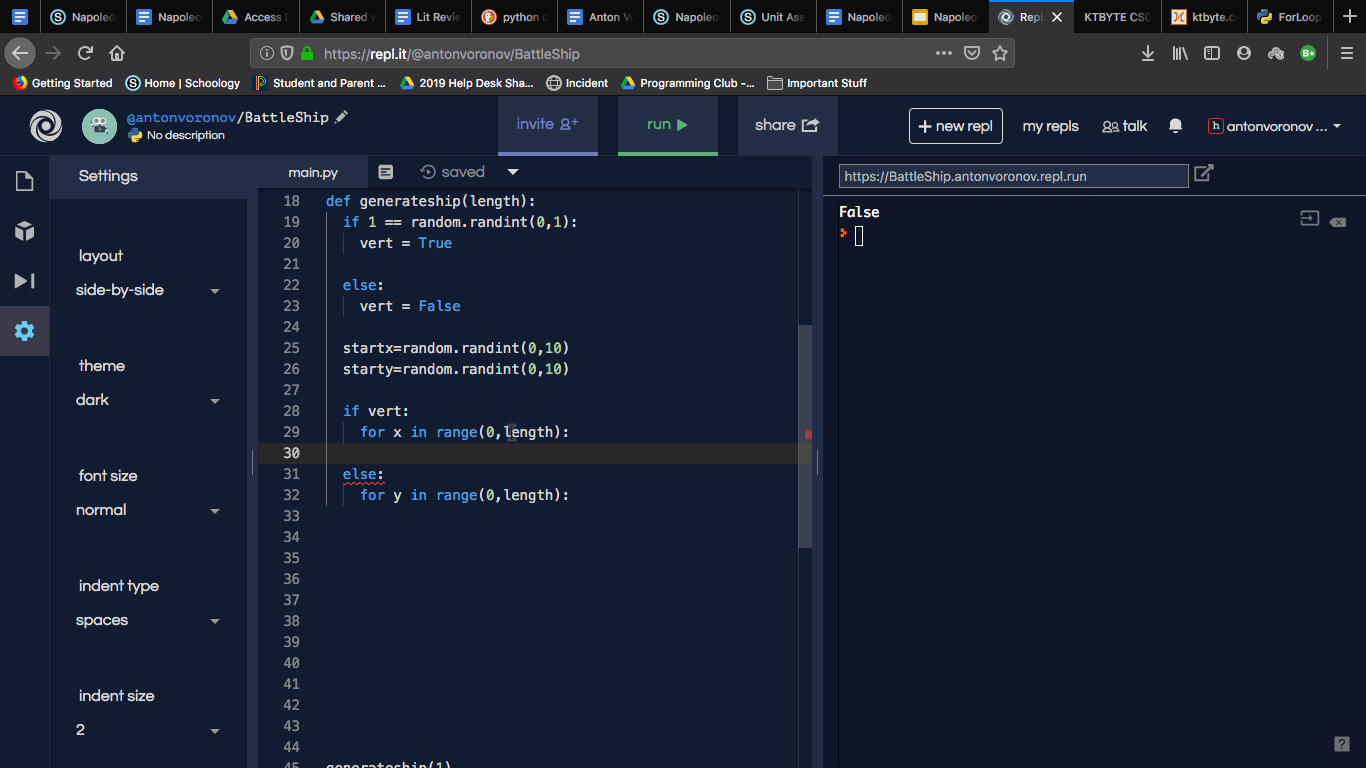 Napoleo
Napoleo
Access D
Shared w
Lit Revie
python c
Anton Vo
Napoleo
Unit Ass
Napoleo
Napoleo
Repl.
KTBYTE CSC
ktbyte.c
ForLoop
https://repl.it/@antonvoronov/BattleShip
Getting Started
Home | Schoology
Student and Parent ...
2019 Help Desk Sha...
Incident
Programming Club -...
Important Stuff
@antonvoronov/BattleShip
No description
invite
run
share
+ new repl
my repls
talk
h antonvoronov ...
Settings
main.py
saved
https://BattleShip.antonvoronov.repl.run
layout
side-by-side
theme
dark
font size
normal
indent type
spaces
indent size
2
18 def generateship(length):
19 if 1 == random.randint(0,1):
20 vert = True
21
22 else:
23 vert = False
24
25 startx=random.randint(0,10)
26 starty=random.randint(0,10)
27
28 if vert:
29 for x in range(0,length):
30
31 else:
32 for y in range(0,length):
33
34
35
36
37
38
39
40
41
42
43
44
45 generateship(1)
False
?